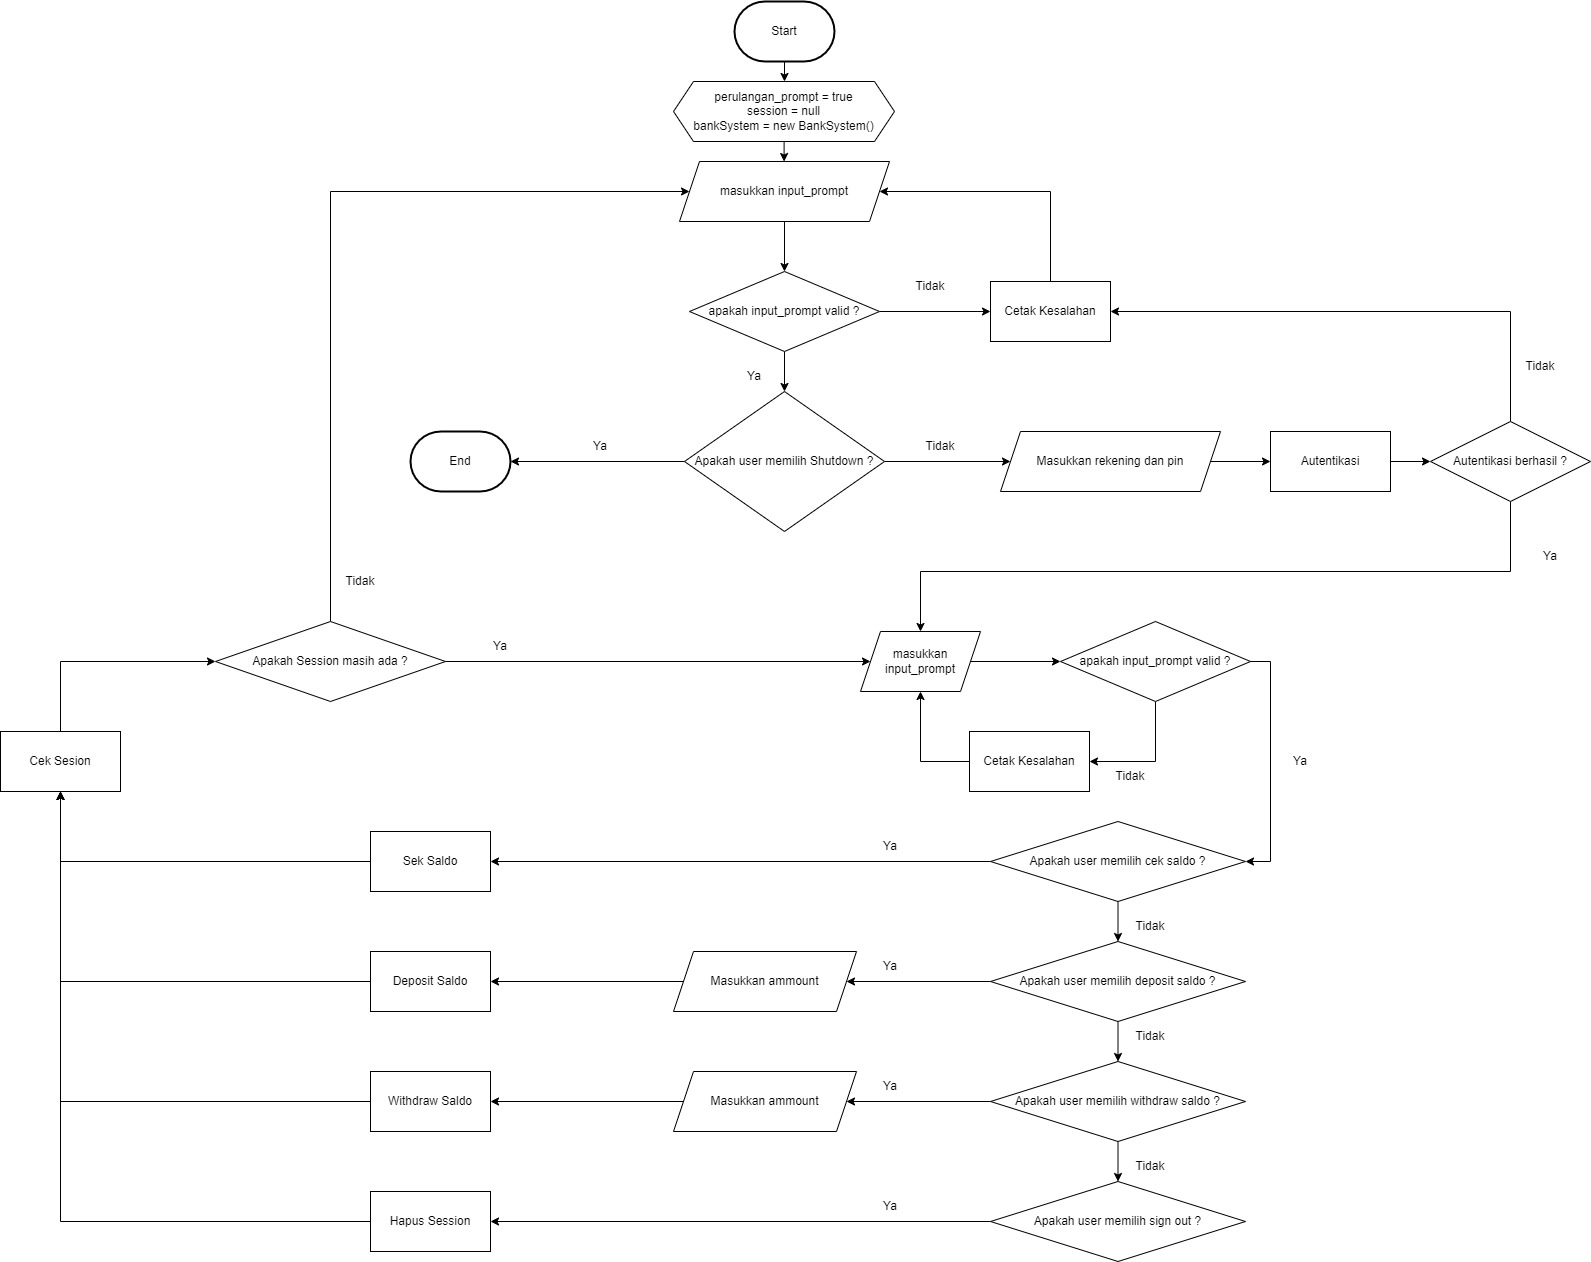 Start
perulangan_prompt = true
session = null
bankSystem = new BankSystem()
masukkan input_prompt
apakah input_prompt valid ?
Tidak
Cetak Kesalahan
Tidak
Ya
End
Ya
Apakah user memilih Shutdown ?
Tidak
Masukkan rekening dan pin
Autentikasi
Autentikasi berhasil ?
Ya
Tidak
Apakah Session masih ada ?
Ya
masukkan
input_prompt
apakah input_prompt valid ?
Cek Sesion
Cetak Kesalahan
Tidak
Ya
Sek Saldo
Ya
Apakah user memilih cek saldo ?
Tidak
Deposit Saldo
Masukkan ammount
Ya
Apakah user memilih deposit saldo ?
Tidak
Withdraw Saldo
Masukkan ammount
Ya
Apakah user memilih withdraw saldo ?
Tidak
Hapus Session
Ya
Apakah user memilih sign out ?